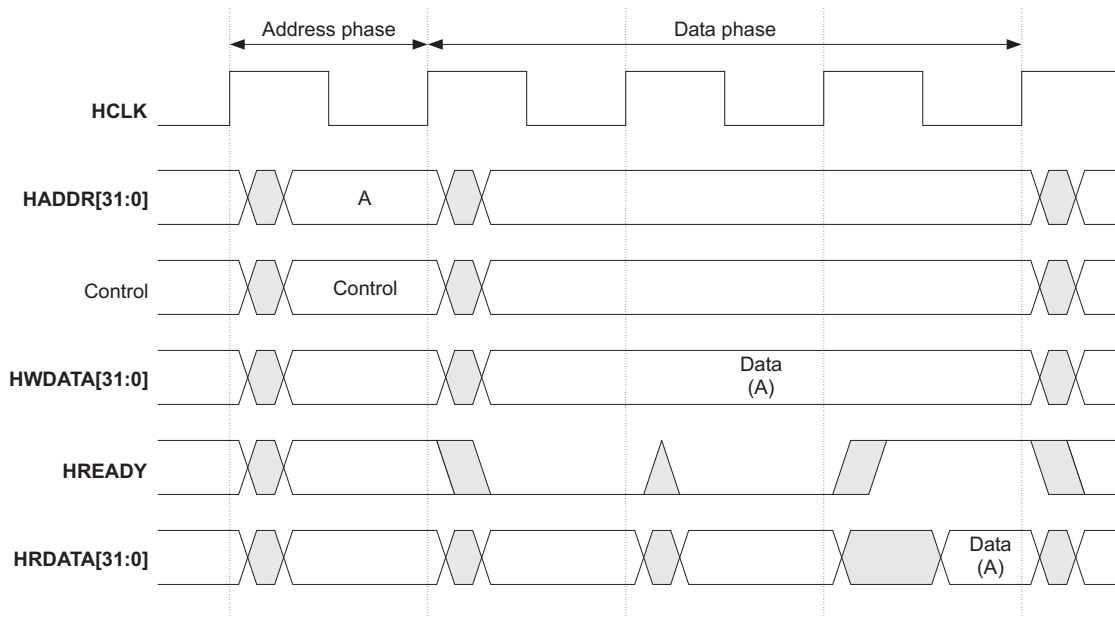 Address phase
Data phase
HCLK
HADDR[31:0]
A
Control
Control
HWDATA[31:0]
Data
(A)
HREADY
HRDATA[31:0]
Data
(A)